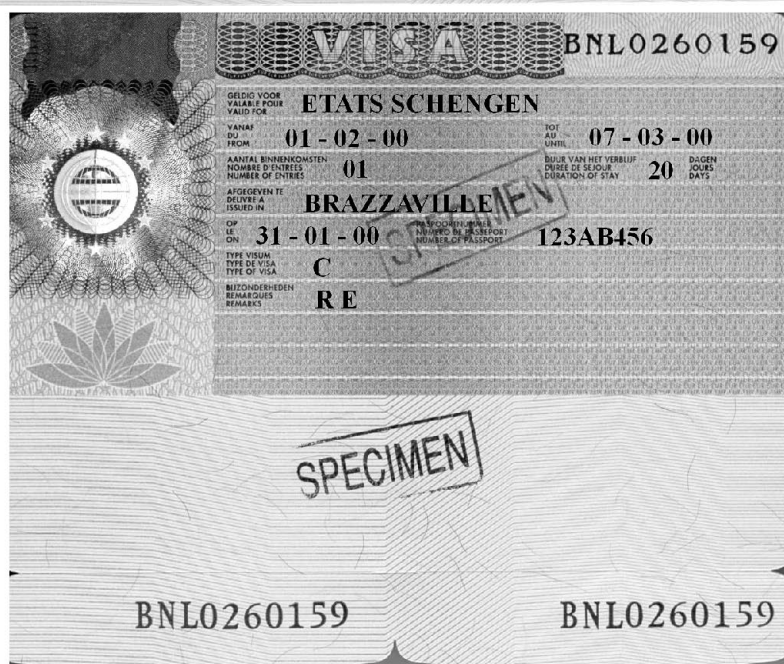 VISA BNL0260159
GELDIG VOOR
VALABLE POUR
VALID FOR
ETATS SCHENGEN
VANAF
DU
FROM
01 - 02 - 00
TOT
AU
UNTIL
07 - 03 - 00
AANTAL BINNENKOMSTEN
NOMBRE D'ENTREES
NUMBER OF ENTRIES
01
DUUR VAN HET VERBLIJF
DUREE DE SEJOUR
DURATION OF STAY
20
DAGEN
JOURS
DAYS
AFGEGEVEN TE
DELIVRE A
ISSUED IN
BRAZZAVILLE
OP
LE
ON
31 - 01 - 00
PASPOORTNUMMER
NUMERO DE PASSEPORT
NUMBER OF PASSPORT
123AB456
SPECIMEN
TYPE VISUM
TYPE DE VISA
TYPE OF VISA
C
BIJZONDERHEDEN
REMARQUES
REMARKS
R E
SPECIMEN
BNL0260159 BNL0260159